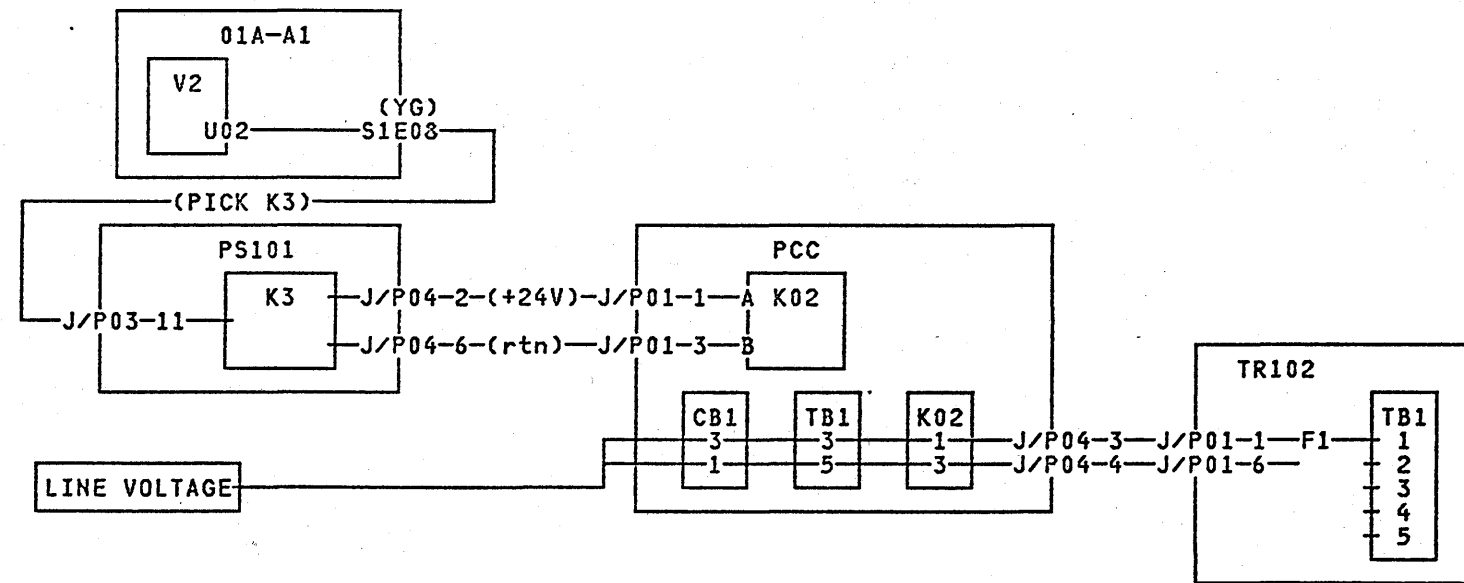 01A-A1
V2
(YG)
U02 S1E08
(PICK K3)
PS101 PCC
K3 J/P04-2-(+24V)-J/P01-1 A K02
J/P03-11
J/P04-6-(rtn)-J/P01-3 B
TR102
CB1 TB1 K02 TB1
3 3 1 J/P04-3 J/P01-1 F1 1
1 5 3 J/P04-4 J/P01-6 2
LINE VOLTAGE 3
4
5